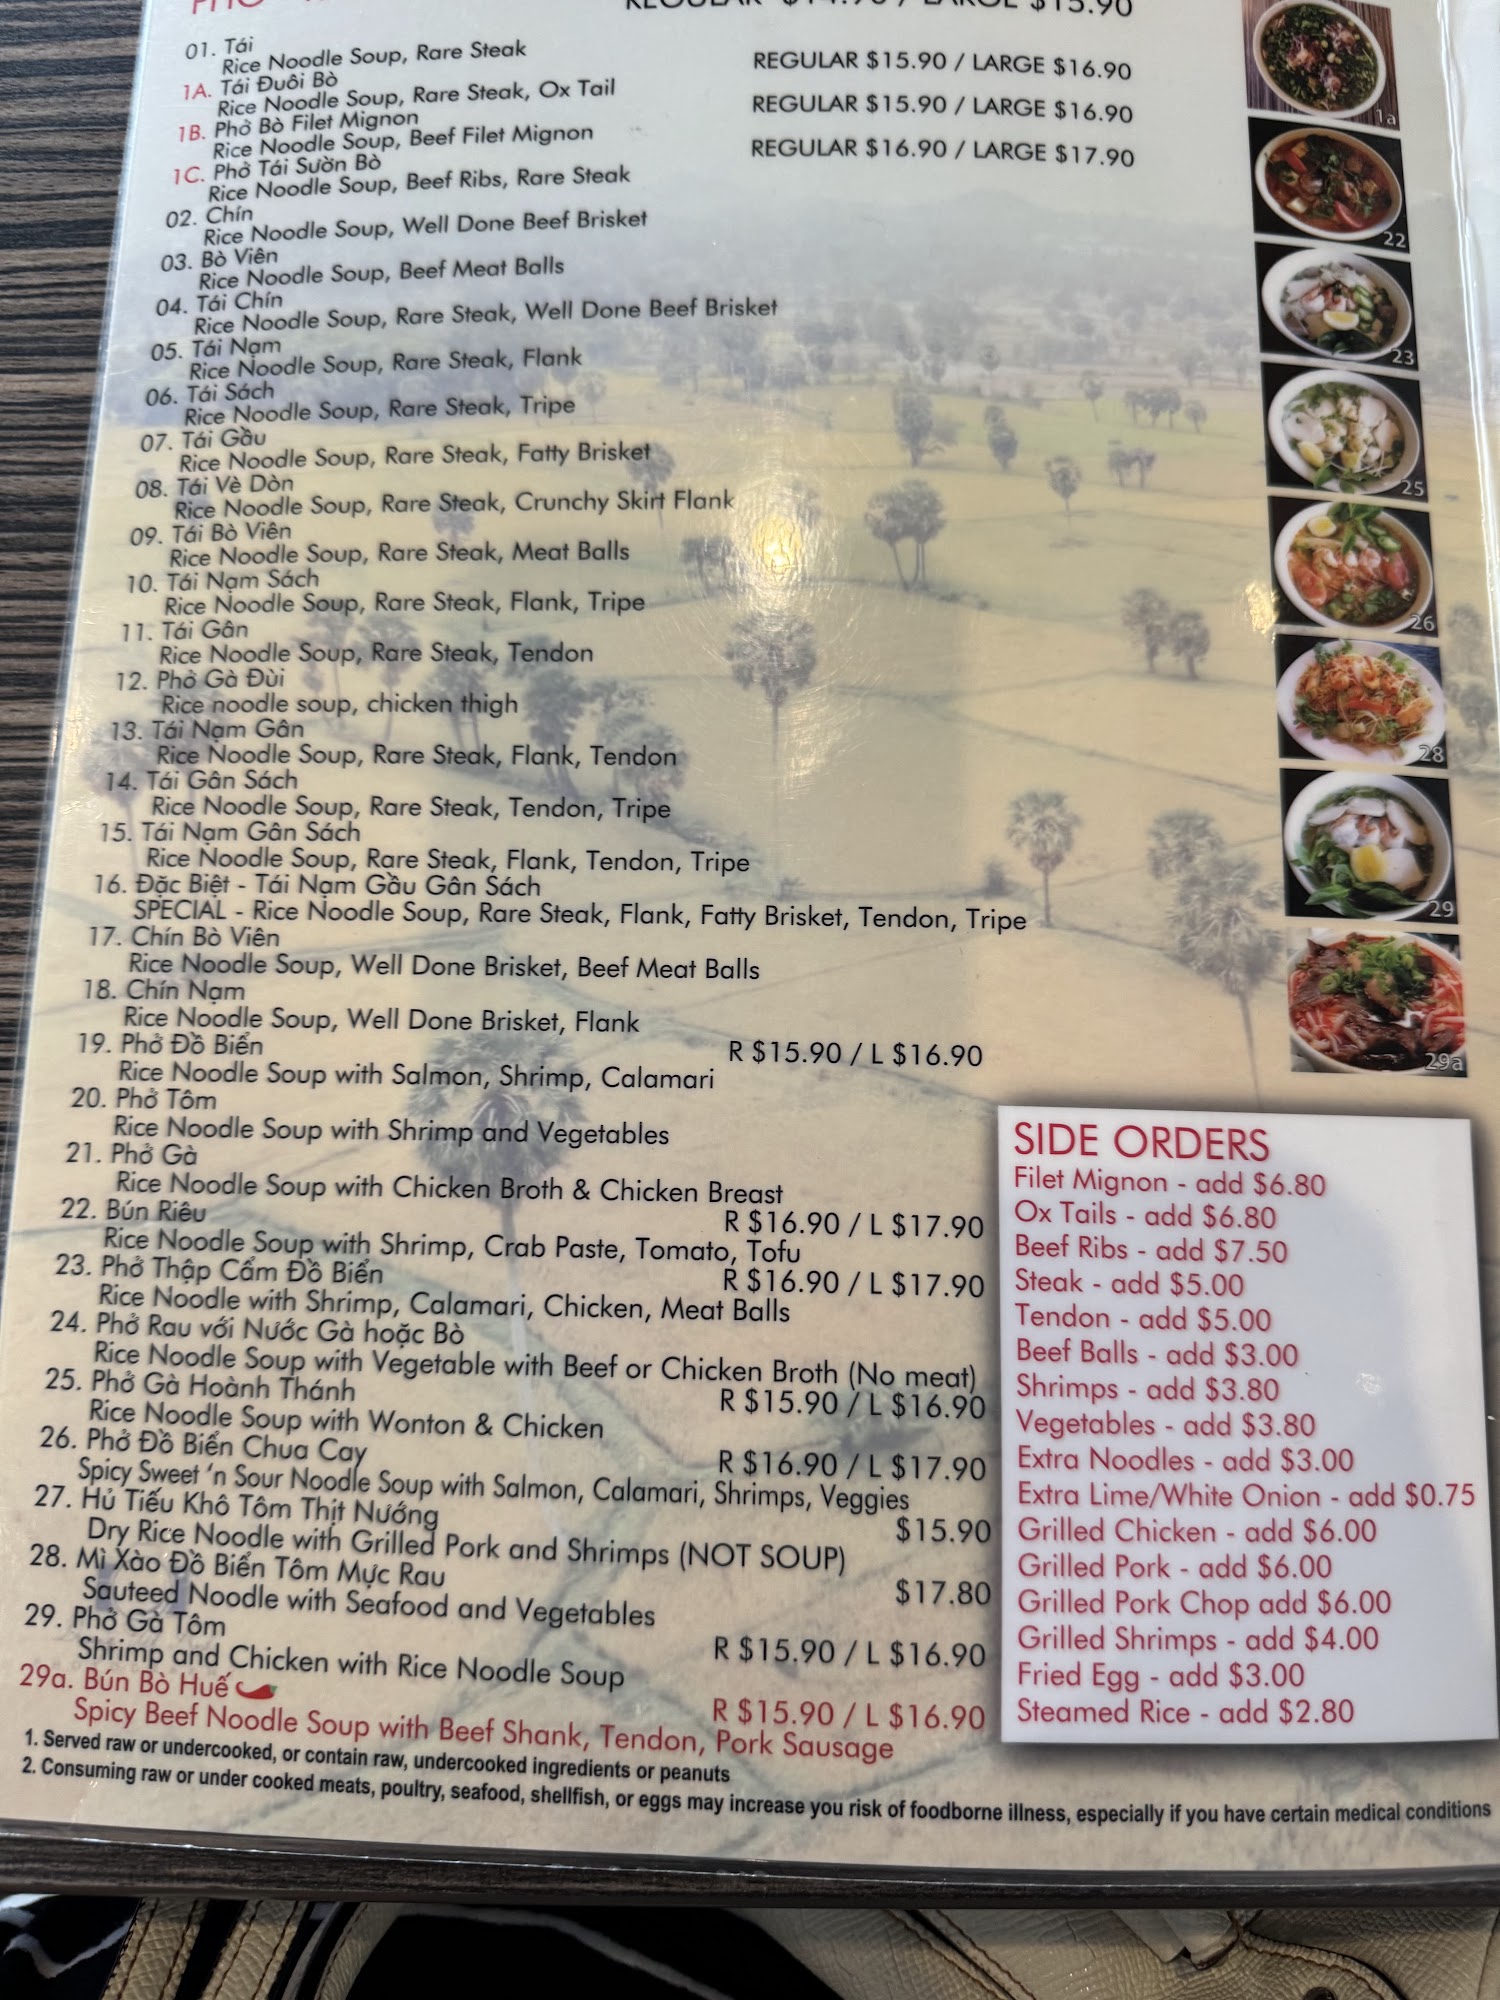 REGULAR $14.90 / LARGE $15.90
01. Tái
Rice Noodle Soup, Rare Steak
1A. Tái Đuôi Bò REGULAR $15.90 / LARGE $16.90
Rice Noodle Soup, Rare Steak, Ox Tail
1B. Phở Bò Filet Mignon REGULAR $15.90 / LARGE $16.90
Rice Noodle Soup, Beef Filet Mignon
1C. Phở Tái Sườn Bò REGULAR $16.90 / LARGE $17.90
Rice Noodle Soup, Beef Ribs, Rare Steak
02. Chín
Rice Noodle Soup, Well Done Beef Brisket
03. Bò Viên
Rice Noodle Soup, Beef Meat Balls
04. Tái Chín
Rice Noodle Soup, Rare Steak, Well Done Beef Brisket
05. Tái Nạm
Rice Noodle Soup, Rare Steak, Flank
06. Tái Sách
Rice Noodle Soup, Rare Steak, Tripe
07. Tái Gầu
Rice Noodle Soup, Rare Steak, Fatty Brisket
08. Tái Vè Dòn
Rice Noodle Soup, Rare Steak, Crunchy Skirt Flank
09. Tái Bò Viên
Rice Noodle Soup, Rare Steak, Meat Balls
10. Tái Nạm Sách
Rice Noodle Soup, Rare Steak, Flank, Tripe
11. Tái Gân
Rice Noodle Soup, Rare Steak, Tendon
12. Phở Gà Đùi
Rice noodle soup, chicken thigh
13. Tái Nạm Gân
Rice Noodle Soup, Rare Steak, Flank, Tendon
14. Tái Gân Sách
Rice Noodle Soup, Rare Steak, Tendon, Tripe
15. Tái Nạm Gân Sách
Rice Noodle Soup, Rare Steak, Flank, Tendon, Tripe
16. Đặc Biệt - Tái Nạm Gầu Gân Sách
SPECIAL - Rice Noodle Soup, Rare Steak, Flank, Fatty Brisket, Tendon, Tripe
17. Chín Bò Viên
Rice Noodle Soup, Well Done Brisket, Beef Meat Balls
18. Chín Nạm
Rice Noodle Soup, Well Done Brisket, Flank
19. Phở Đồ Biển R $15.90 / L $16.90
Rice Noodle Soup with Salmon, Shrimp, Calamari
20. Phở Tôm
Rice Noodle Soup with Shrimp and Vegetables
21. Phở Gà
Rice Noodle Soup with Chicken Broth & Chicken Breast
22. Bún Riêu R $16.90 / L $17.90
Rice Noodle Soup with Shrimp, Crab Paste, Tomato, Tofu
23. Phở Thập Cẩm Đồ Biển R $16.90 / L $17.90
Rice Noodle with Shrimp, Calamari, Chicken, Meat Balls
24. Phở Rau với Nước Gà hoặc Bò
Rice Noodle Soup with Vegetable with Beef or Chicken Broth (No meat)
25. Phở Gà Hoành Thánh R $15.90 / L $16.90
Rice Noodle Soup with Wonton & Chicken
26. Phở Đồ Biển Chua Cay R $16.90 / L $17.90
Spicy Sweet 'n Sour Noodle Soup with Salmon, Calamari, Shrimps, Veggies
27. Hủ Tiếu Khô Tôm Thịt Nướng $15.90
Dry Rice Noodle with Grilled Pork and Shrimps (NOT SOUP)
28. Mì Xào Đồ Biển Tôm Mực Rau $17.80
Sauteed Noodle with Seafood and Vegetables
29. Phở Gà Tôm R $15.90 / L $16.90
Shrimp and Chicken with Rice Noodle Soup
29a. Bún Bò Huế R $15.90 / L $16.90
Spicy Beef Noodle Soup with Beef Shank, Tendon, Pork Sausage
1. Served raw or undercooked, or contain raw, undercooked ingredients or peanuts
2. Consuming raw or under cooked meats, poultry, seafood, shellfish, or eggs may increase you risk of foodborne illness, especially if you have certain medical conditions
1a
22
23
25
26
28
29
29a
SIDE ORDERS
Filet Mignon - add $6.80
Ox Tails - add $6.80
Beef Ribs - add $7.50
Steak - add $5.00
Tendon - add $5.00
Beef Balls - add $3.00
Shrimps - add $3.80
Vegetables - add $3.80
Extra Noodles - add $3.00
Extra Lime/White Onion - add $0.75
Grilled Chicken - add $6.00
Grilled Pork - add $6.00
Grilled Pork Chop add $6.00
Grilled Shrimps - add $4.00
Fried Egg - add $3.00
Steamed Rice - add $2.80